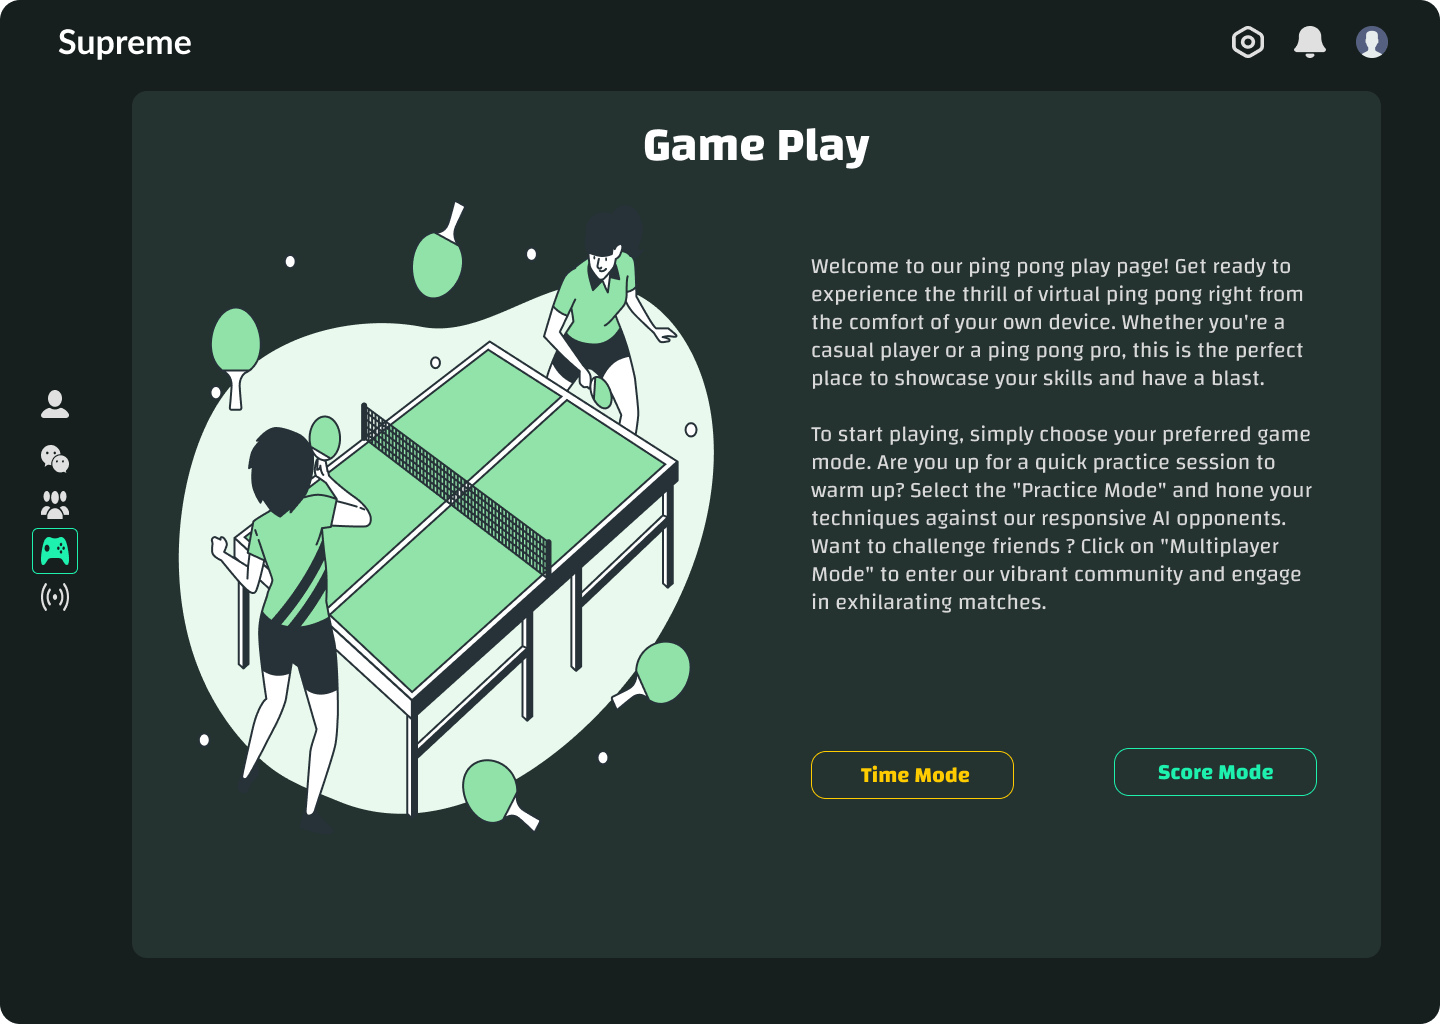 Supreme
Game Play
Welcome to our ping pong play page! Get ready to
experience the thrill of virtual ping pong right from
the comfort of your own device. Whether you're a
casual player or a ping pong pro, this is the perfect
place to showcase your skills and have a blast.
To start playing, simply choose your preferred game
mode. Are you up for a quick practice session to
warm up? Select the "Practice Mode" and hone your
techniques against our responsive AI opponents.
Want to challenge friends ? Click on "Multiplayer
Mode" to enter our vibrant community and engage
in exhilarating matches.
Time Mode
Score Mode